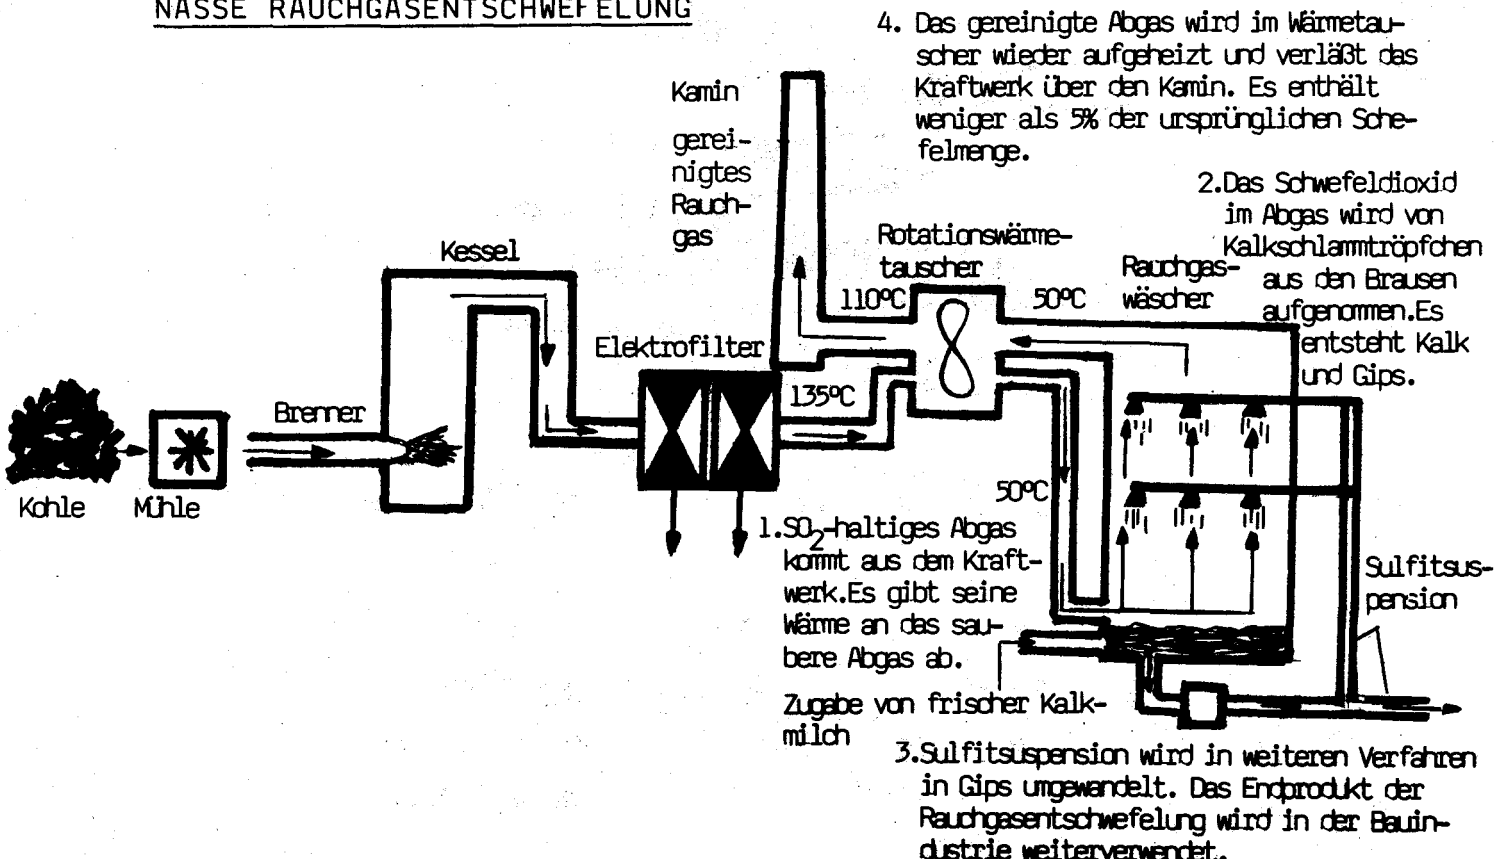 NASSE RAUCHGASENTSCHWEFELUNG
4. Das gereinigte Abgas wird im Wärmetau-
scher wieder aufgeheizt und verläßt das
Kraftwerk über den Kamin. Es enthält
weniger als 5% der ursprünglichen Sche-
felmenge.
Kamin
gerei-
nigtes
Rauch-
gas
2.Das Schwefeldioxid
im Abgas wird von
Kalkschlammtröpfchen
aus den Brausen
aufgenommen.Es
entsteht Kalk
und Gips.
Kessel
Rotationswärme-
tauscher
Rauchgas-
wäscher
110°C
50°C
Elektrofilter
135°C
Brenner
Kohle
Mühle
50°C
1.SO2-haltiges Abgas
kommt aus dem Kraft-
werk.Es gibt seine
Wärme an das sau-
bere Abgas ab.
Sulfitsus-
pension
Zugabe von frischer Kalk-
milch
3.Sulfitsuspension wird in weiteren Verfahren
in Gips umgewandelt. Das Endprodukt der
Rauchgasentschwefelung wird in der Bauin-
dustrie weiterverwendet.